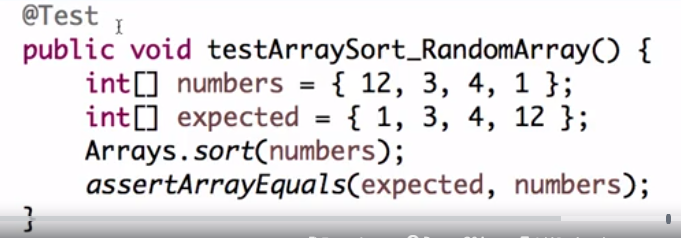 @Test
public void testArraySort_RandomArray() {
int[] numbers = { 12, 3, 4, 1 };
int[] expected = { 1, 3, 4, 12 };
Arrays.sort(numbers);
assertArrayEquals(expected, numbers);
}